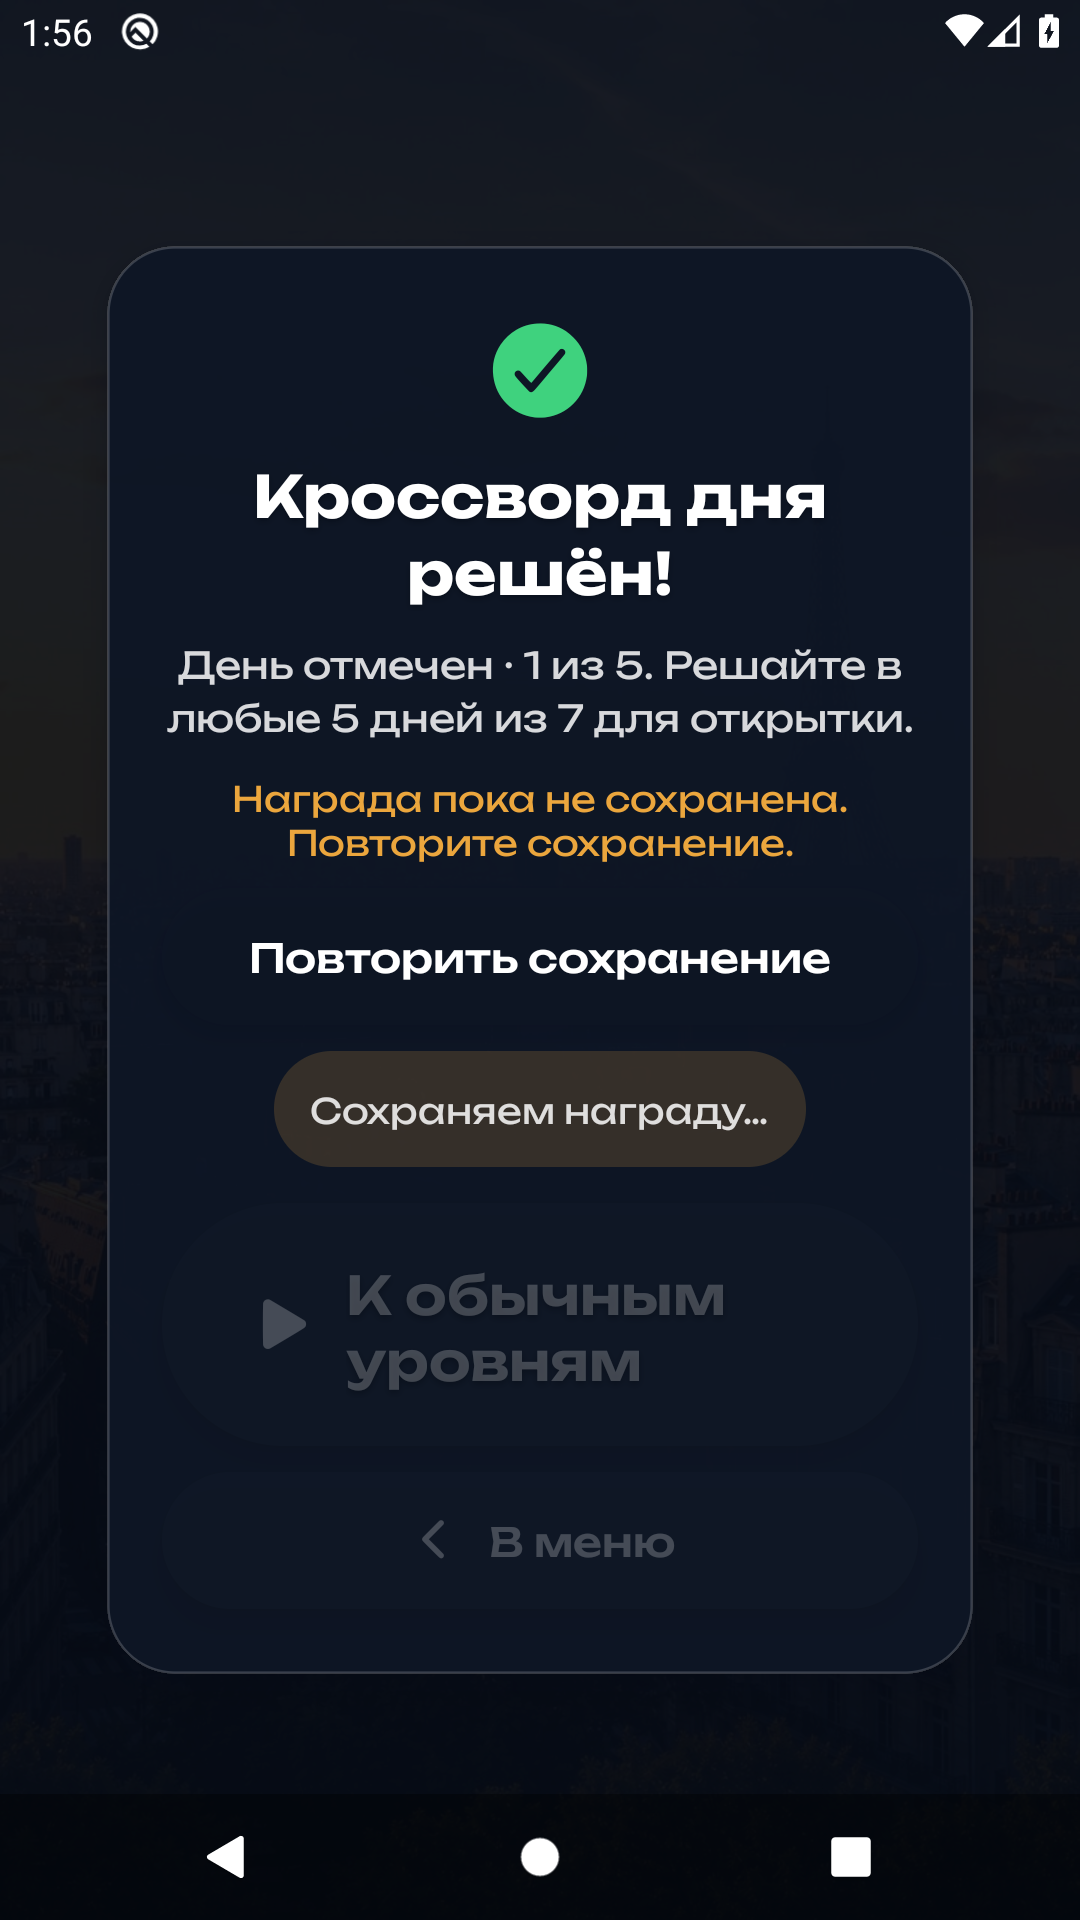 1:56
Кроссворд дня
решён!
День отмечен · 1 из 5. Решайте в
любые 5 дней из 7 для открытки.
Награда пока не сохранена.
Повторите сохранение.
Повторить сохранение
Сохраняем награду...
К обычным
уровням
В меню